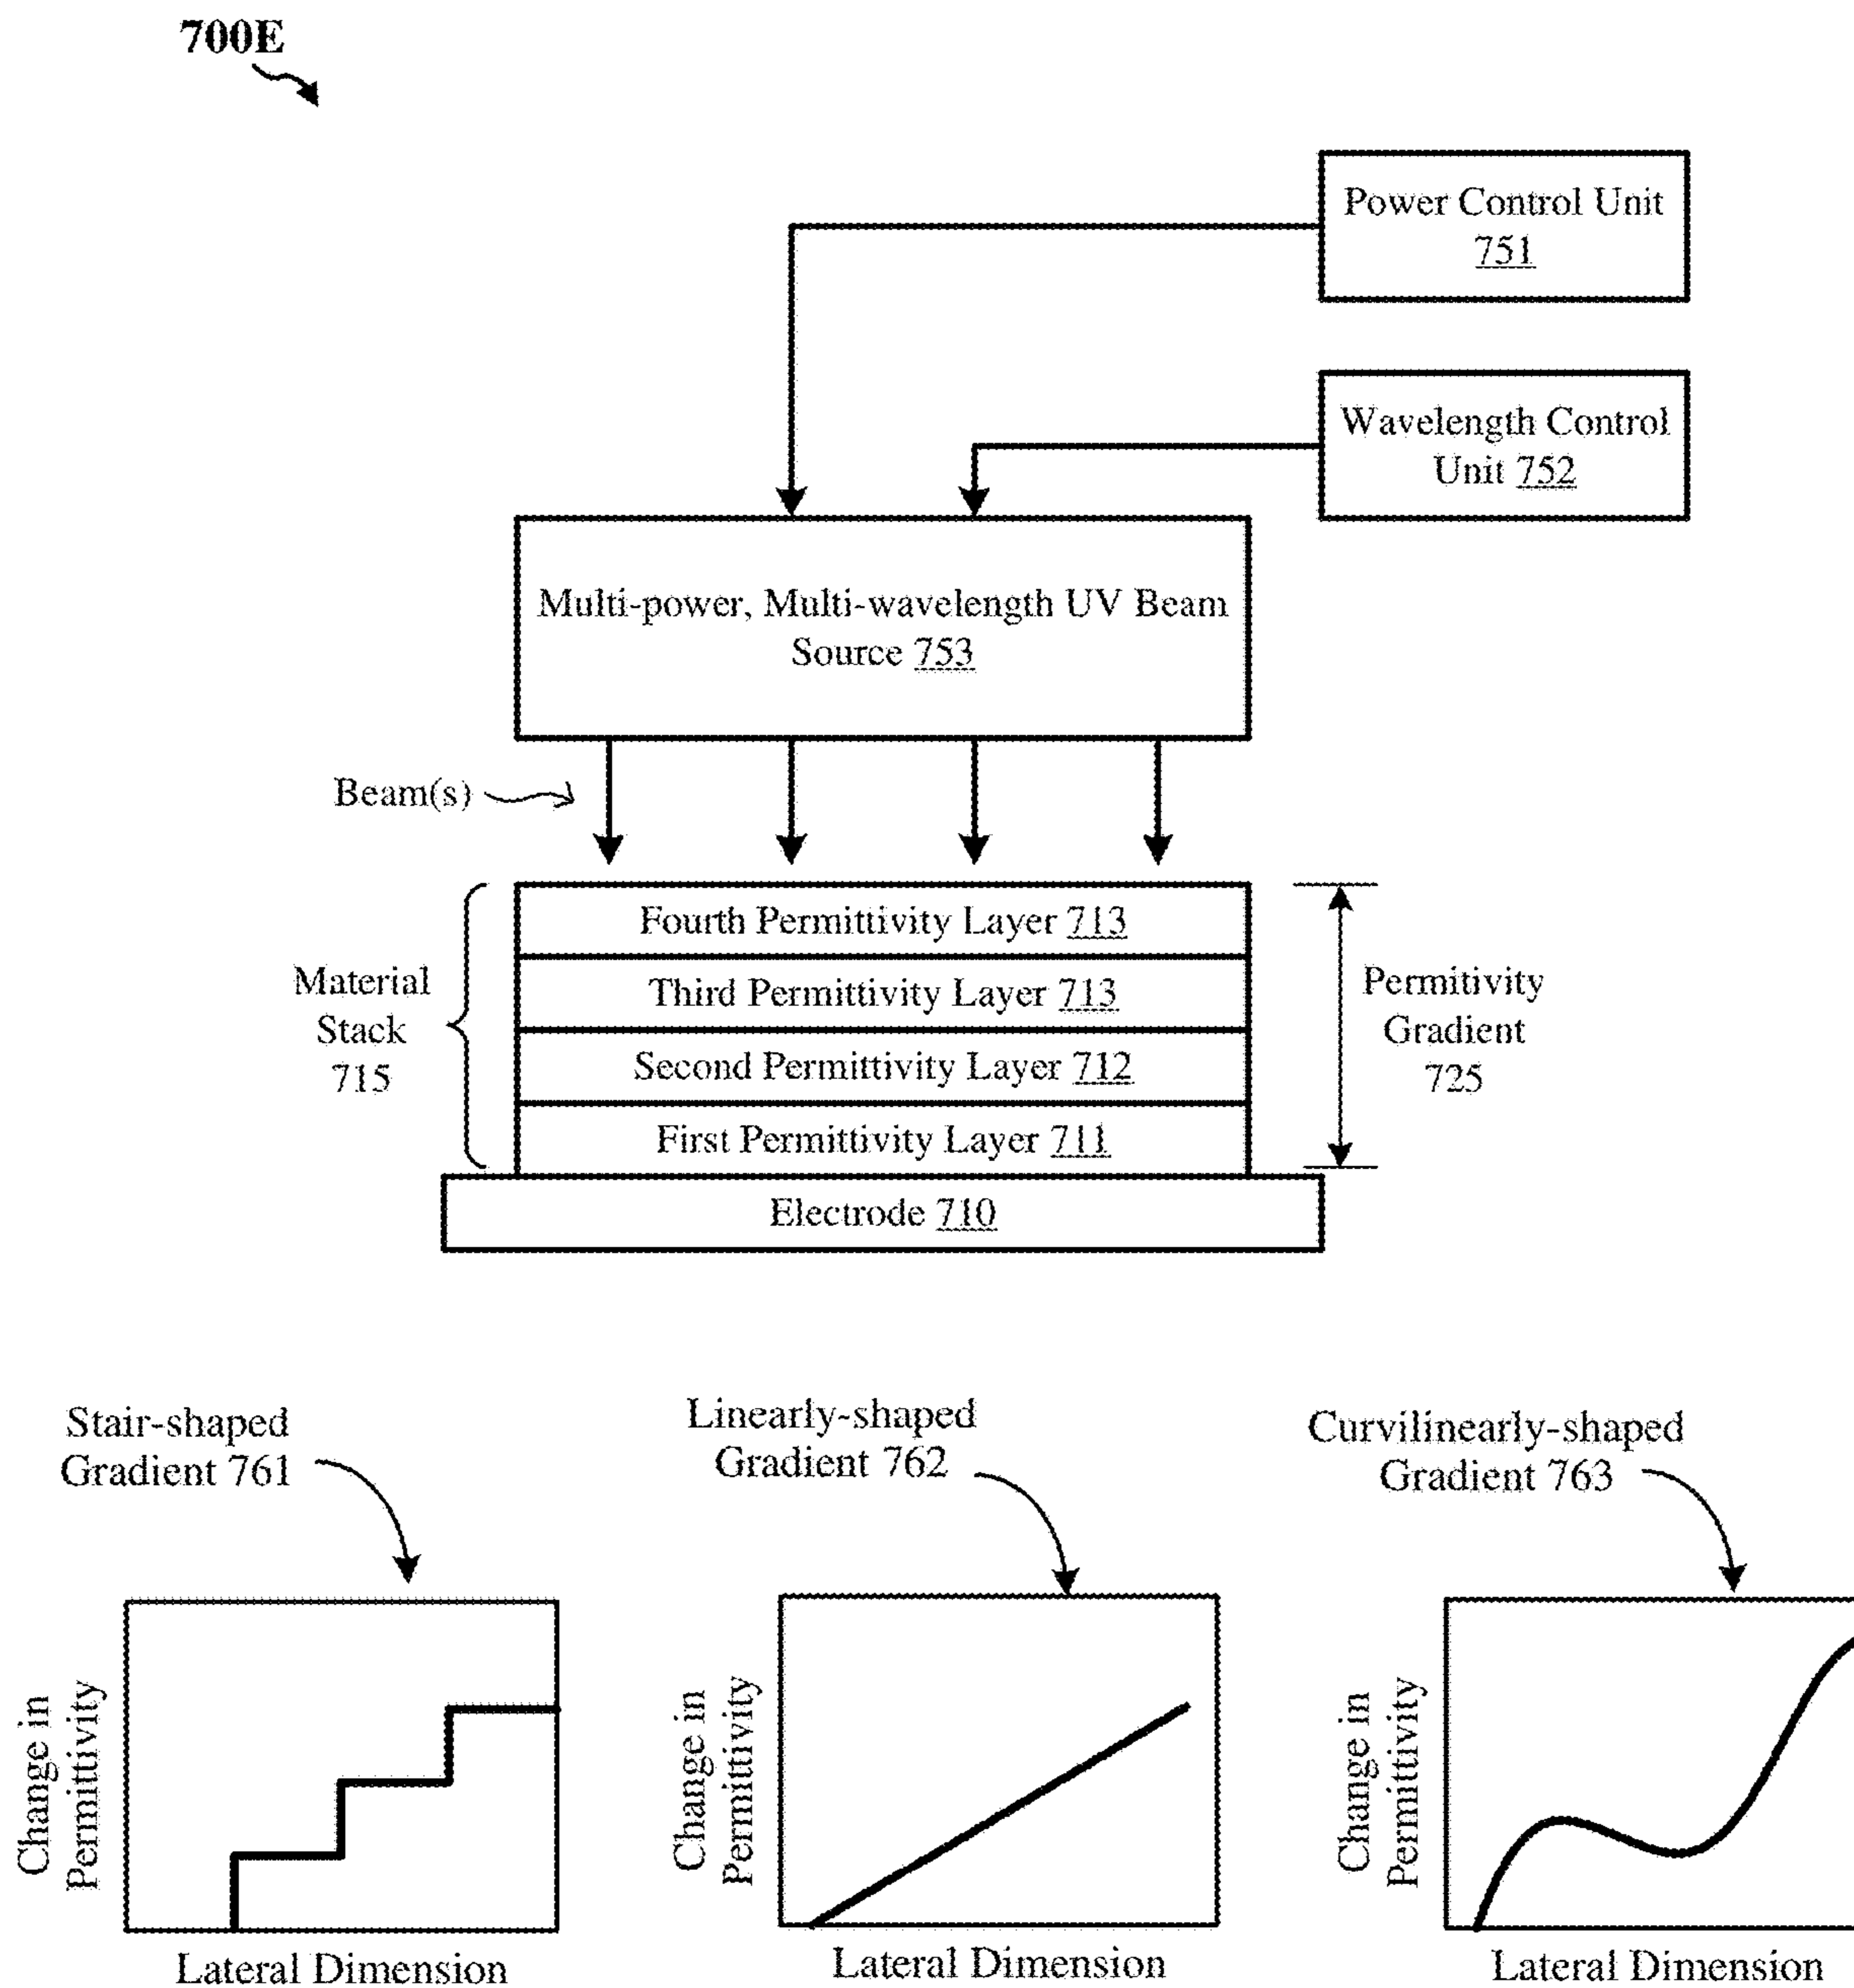 700E
Power Control Unit
751
Wavelength Control
Unit 752
Multi-power, Multi-wavelength UV Beam
Source 753
Beam(s)
Fourth Permittivity Layer 713
Third Permittivity Layer 713
Second Permittivity Layer 712
First Permittivity Layer 711
Electrode 710
Material
Stack
715
Permitivity
Gradient
725
Stair-shaped
Gradient 761
Linearly-shaped
Gradient 762
Curvilinearly-shaped
Gradient 763
Change in
Permittivity
Lateral Dimension
Change in
Permittivity
Lateral Dimension
Change in
Permittivity
Lateral Dimension